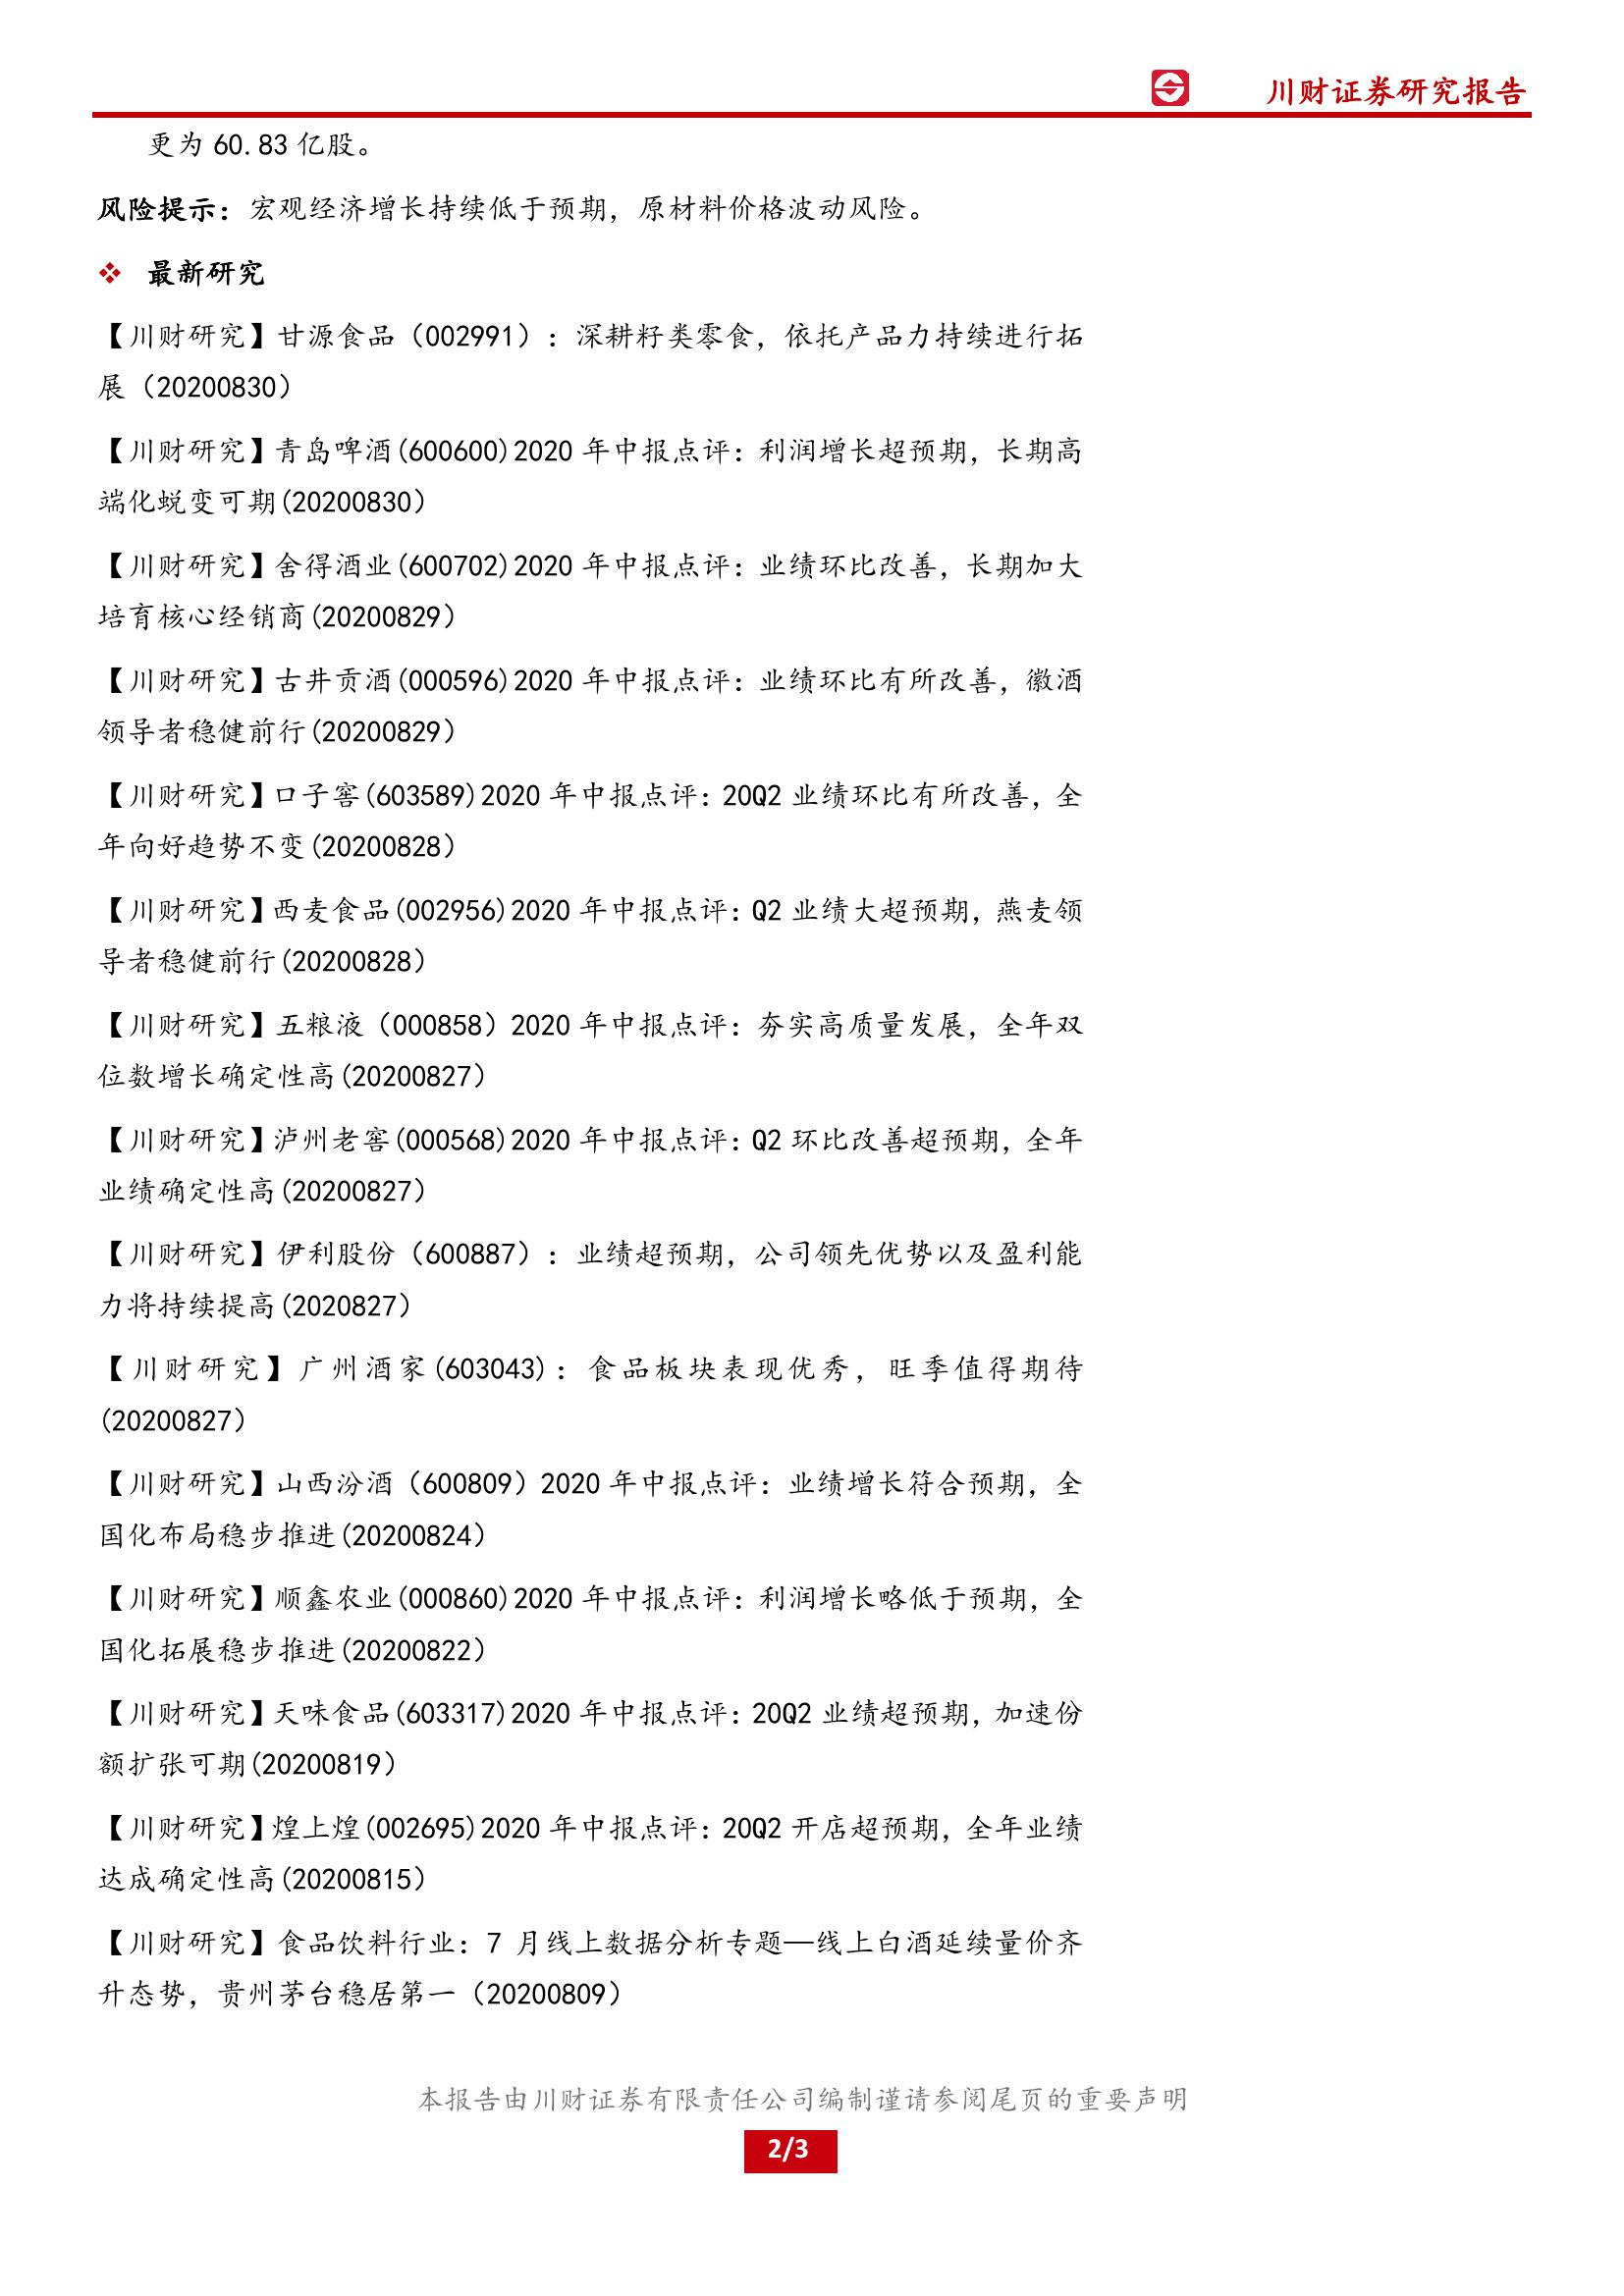 川财证券研究报告
更为 60.83 亿股。
风险提示：宏观经济增长持续低于预期，原材料价格波动风险。
❖ 最新研究
【川财研究】甘源食品（002991）：深耕籽类零食，依托产品力持续进行拓
展（20200830）
【川财研究】青岛啤酒(600600)2020 年中报点评：利润增长超预期，长期高
端化蜕变可期(20200830）
【川财研究】舍得酒业(600702)2020 年中报点评：业绩环比改善，长期加大
培育核心经销商(20200829）
【川财研究】古井贡酒(000596)2020 年中报点评：业绩环比有所改善，徽酒
领导者稳健前行(20200829）
【川财研究】口子窖(603589)2020 年中报点评：20Q2 业绩环比有所改善，全
年向好趋势不变(20200828）
【川财研究】西麦食品(002956)2020 年中报点评：Q2 业绩大超预期，燕麦领
导者稳健前行(20200828）
【川财研究】五粮液（000858）2020 年中报点评：夯实高质量发展，全年双
位数增长确定性高(20200827）
【川财研究】泸州老窖(000568)2020 年中报点评：Q2 环比改善超预期，全年
业绩确定性高(20200827）
【川财研究】伊利股份（600887）：业绩超预期，公司领先优势以及盈利能
力将持续提高(2020827）
【川财研究】广州酒家(603043)：食品板块表现优秀，旺季值得期待
(20200827）
【川财研究】山西汾酒（600809）2020 年中报点评：业绩增长符合预期，全
国化布局稳步推进(20200824）
【川财研究】顺鑫农业(000860)2020 年中报点评：利润增长略低于预期，全
国化拓展稳步推进(20200822）
【川财研究】天味食品(603317)2020 年中报点评：20Q2 业绩超预期，加速份
额扩张可期(20200819）
【川财研究】煌上煌(002695)2020 年中报点评：20Q2 开店超预期，全年业绩
达成确定性高(20200815）
【川财研究】食品饮料行业：7 月线上数据分析专题—线上白酒延续量价齐
升态势，贵州茅台稳居第一（20200809）
本报告由川财证券有限责任公司编制谨请参阅尾页的重要声明
2/3